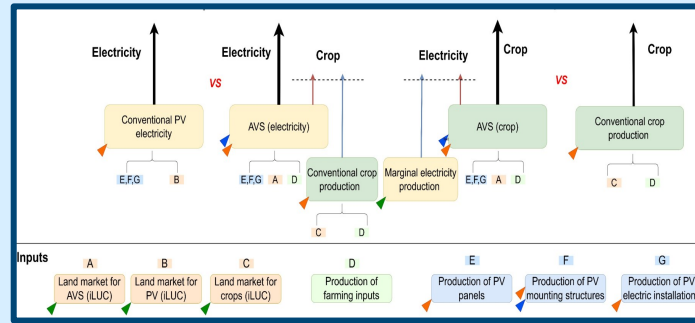 Electricity
Electricity
Crop
Electricity
Crop
Crop
VS
VS
Conventional PV
electricity
AVS (electricity)
AVS (crop)
Conventional crop
production
E,F,G
B
E,F,G
A
D
Conventional crop
production
Marginal electricity
production
E,F,G
A
D
C
D
C
D
Inputs
A
B
C
D
E
F
G
Land market for
AVS (iLUC)
Land market
for PV (iLUC)
Land market for
crops (iLUC)
Production of
farming inputs
Production of PV
panels
Production of PV
mounting structures
Production of PV
electric installation